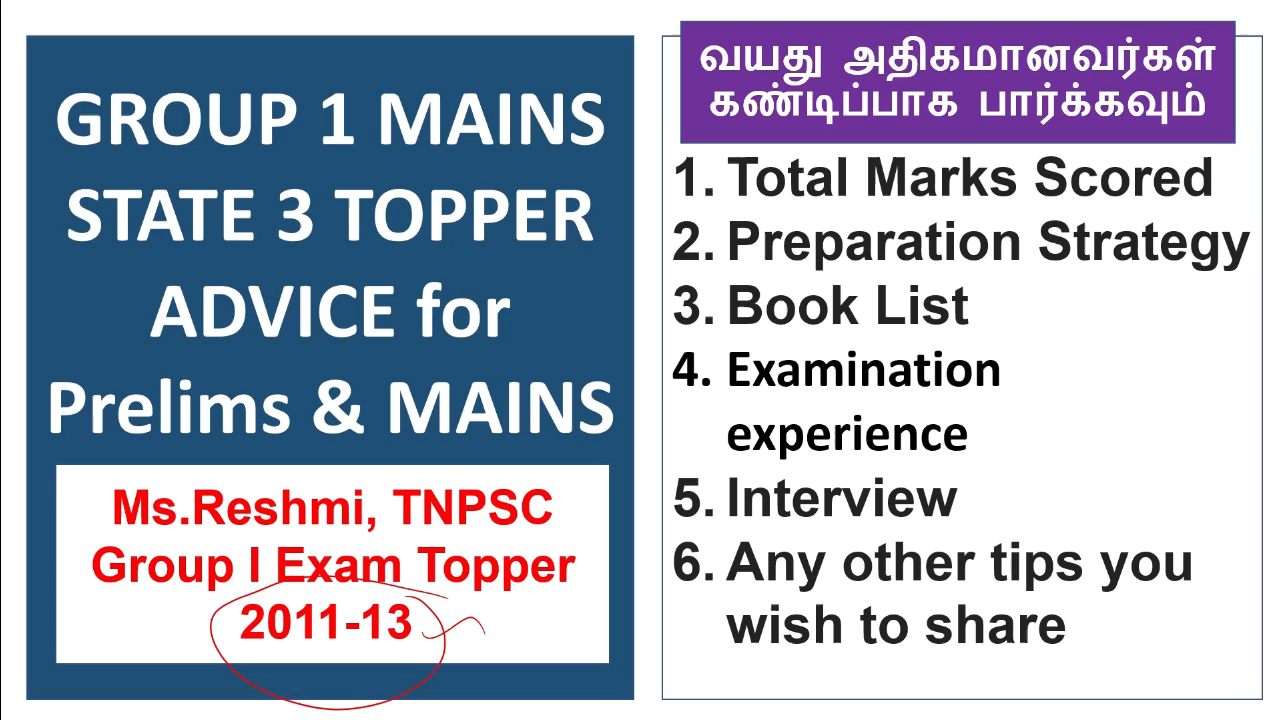 GROUP 1 MAINS
STATE 3 TOPPER
ADVICE for
Prelims & MAINS
Ms.Reshmi, TNPSC
Group I Exam Topper
2011-13
வயது அதிகமானவர்கள்
கண்டிப்பாக பார்க்கவும்
1. Total Marks Scored
2. Preparation Strategy
3. Book List
4. Examination
experience
5. Interview
6. Any other tips you
wish to share